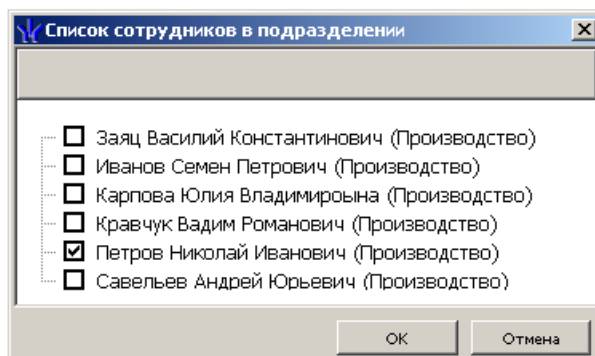 Список сотрудников в подразделении
Заяц Василий Константинович (Производство)
Иванов Семен Петрович (Производство)
Карпова Юлия Владимироына (Производство)
Кравчук Вадим Романович (Производство)
Петров Николай Иванович (Производство)
Савельев Андрей Юрьевич (Производство)
ОК
Отмена